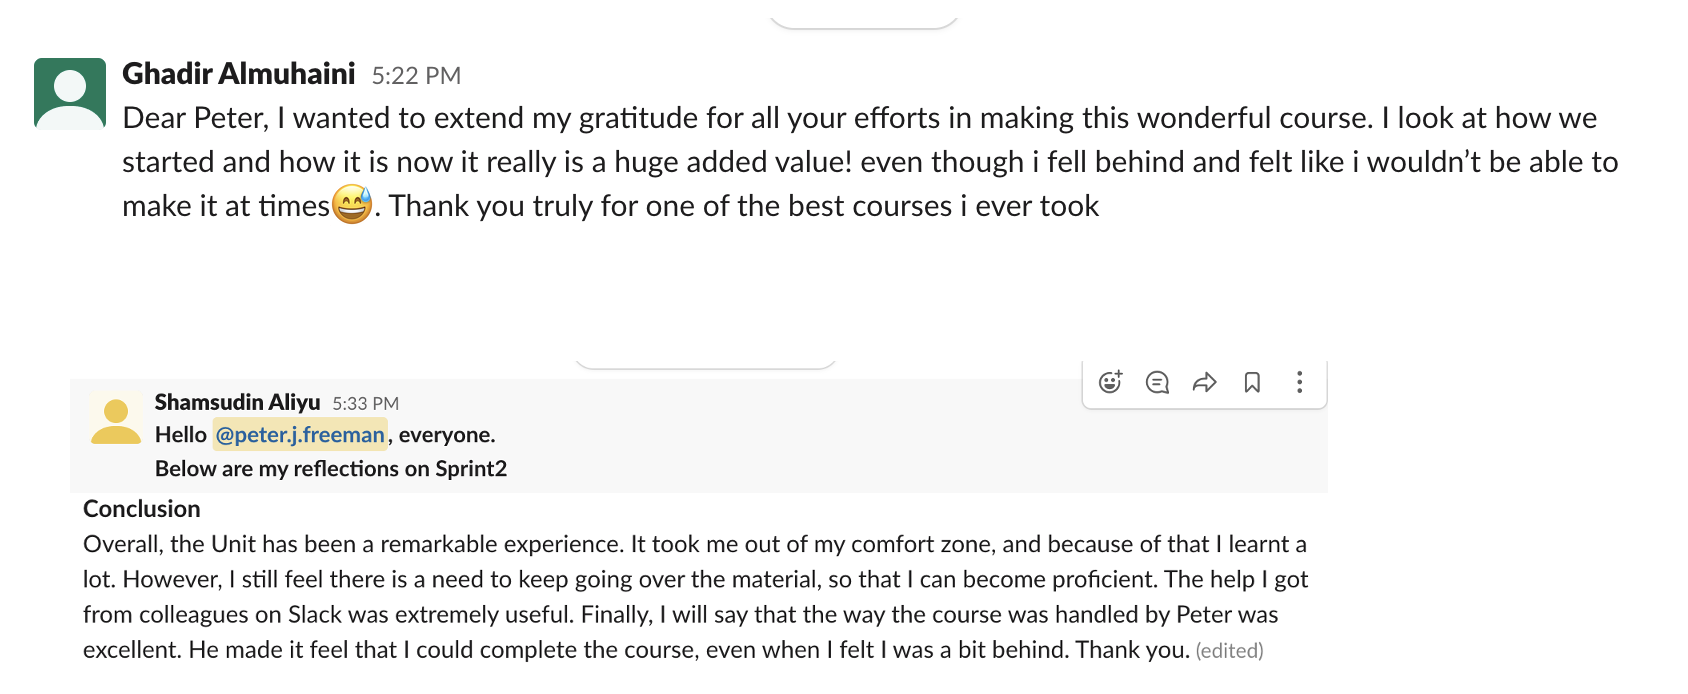 Ghadir Almuhaini 5:22 PM
Dear Peter, I wanted to extend my gratitude for all your efforts in making this wonderful course. I look at how we
started and how it is now it really is a huge added value! even though i fell behind and felt like i wouldn’t be able to
make it at times😅. Thank you truly for one of the best courses i ever took
Shamsudin Aliyu 5:33 PM
Hello @peter.j.freeman, everyone.
Below are my reflections on Sprint2
Conclusion
Overall, the Unit has been a remarkable experience. It took me out of my comfort zone, and because of that I learnt a
lot. However, I still feel there is a need to keep going over the material, so that I can become proficient. The help I got
from colleagues on Slack was extremely useful. Finally, I will say that the way the course was handled by Peter was
excellent. He made it feel that I could complete the course, even when I felt I was a bit behind. Thank you. (edited)